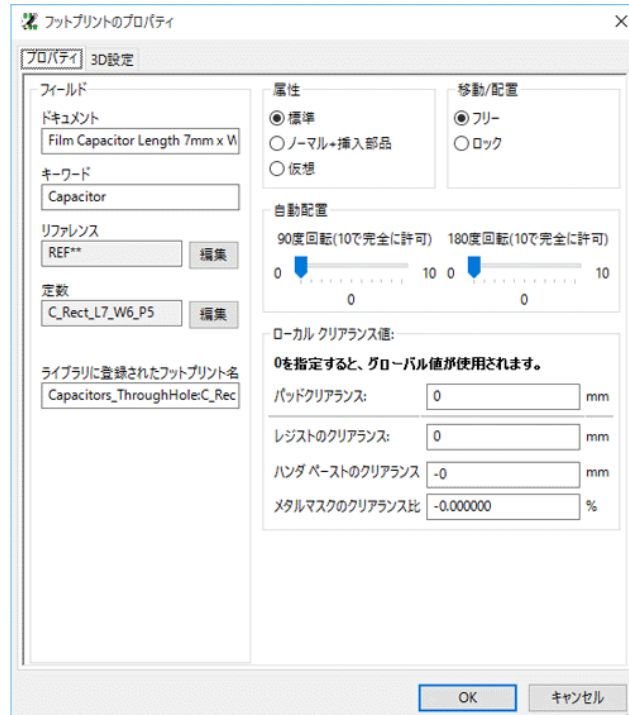 フットプリントのプロパティ
プロパティ 3D設定
フィールド
ドキュメント
Film Capacitor Length 7mm x W
キーワード
Capacitor
リファレンス
REF**
編集
定数
C_Rect_L7_W6_P5
編集
ライブラリに登録されたフットプリント名
Capacitors_ThroughHole:C_Rec
属性
標準
ノーマル+挿入部品
仮想
移動/配置
フリー
ロック
自動配置
90度回転(10で完全に許可) 180度回転(10で完全に許可)
0 10 0 10
0 0
ローカル クリアランス値:
0を指定すると、グローバル値が使用されます。
パッドクリアランス: 0 mm
レジストのクリアランス: 0 mm
ハンダ ペーストのクリアランス -0 mm
メタルマスクのクリアランス比 -0.000000 %
OK キャンセル